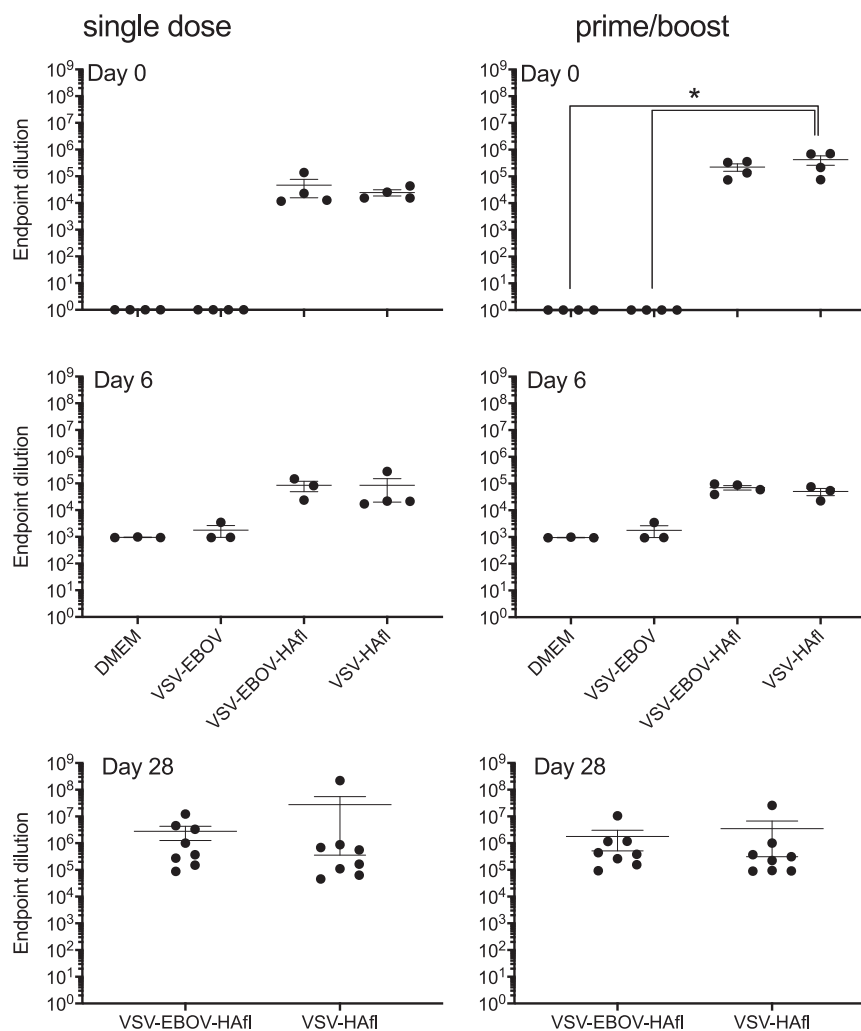 single dose
prime/boost
Day 0
Endpoint dilution
10⁹
10⁸
10⁷
10⁶
10⁵
10⁴
10³
10²
10¹
10⁰
Day 0
*
10⁹
10⁸
10⁷
10⁶
10⁵
10⁴
10³
10²
10¹
10⁰
Day 6
Endpoint dilution
10⁹
10⁸
10⁷
10⁶
10⁵
10⁴
10³
10²
10¹
10⁰
DMEM
VSV-EBOV
VSV-EBOV-HAfl
VSV-HAfl
Day 6
Endpoint dilution
10⁹
10⁸
10⁷
10⁶
10⁵
10⁴
10³
10²
10¹
10⁰
DMEM
VSV-EBOV
VSV-EBOV-HAfl
VSV-HAfl
Day 28
Endpoint dilution
10⁹
10⁸
10⁷
10⁶
10⁵
10⁴
10³
10²
10¹
10⁰
VSV-EBOV-HAfl
VSV-HAfl
Day 28
10⁹
10⁸
10⁷
10⁶
10⁵
10⁴
10³
10²
10¹
10⁰
VSV-EBOV-HAfl
VSV-HAfl